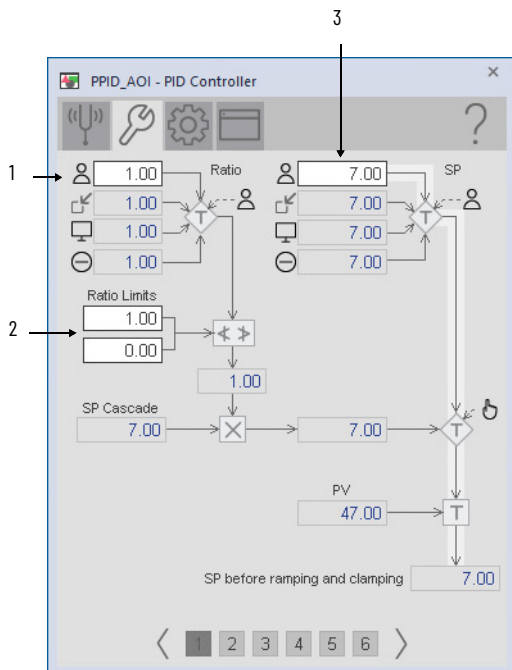 3
PPID_AOI - PID Controller
×
?
1
1.00
Ratio
7.00
SP
1.00
T
7.00
T
1.00
7.00
1.00
7.00
Ratio Limits
1.00
2
0.00
1.00
SP Cascade
7.00
7.00
T
PV
47.00
T
SP before ramping and clamping
7.00
1 2 3 4 5 6